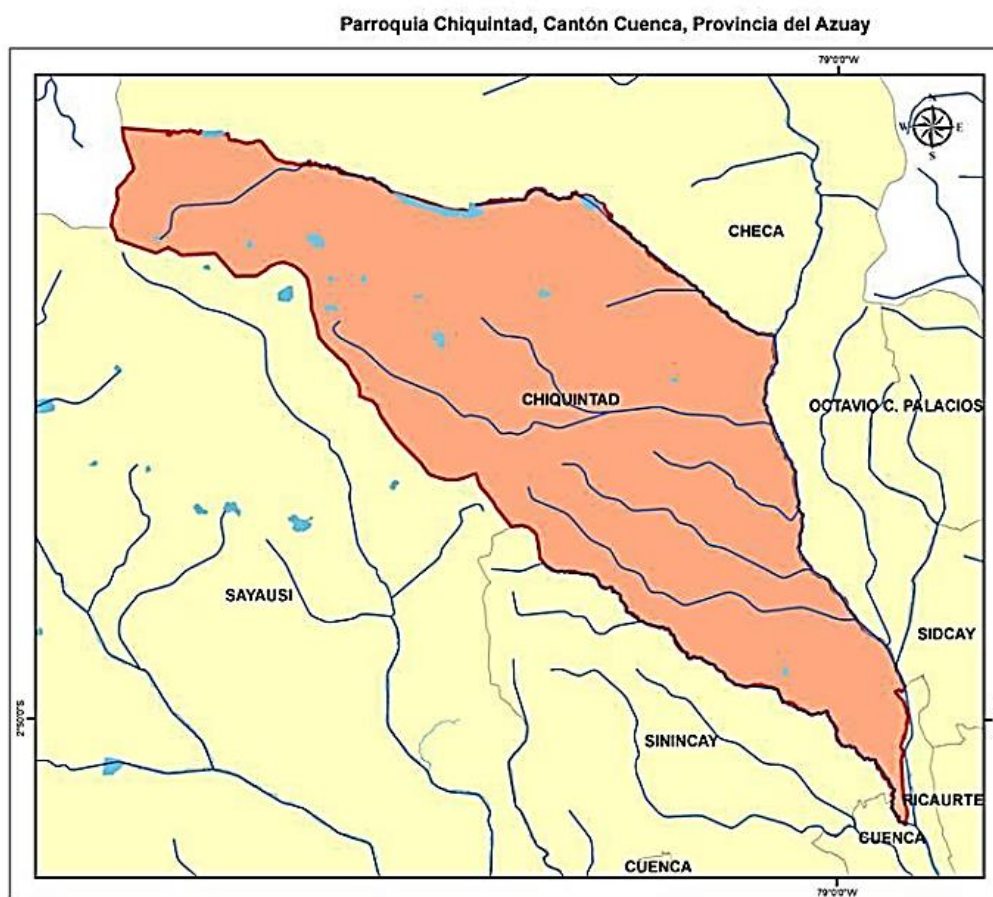 Parroquia Chiquintad, Cantón Cuenca, Provincia del Azuay
79°0'0"W
N
W E
S
CHECA
CHIQUINTAD
OCTAVIO C. PALACIOS
SAYAUSI
SIDCAY
2°50'0"S
SININCAY
RICAURTE
CUENCA
CUENCA
79°0'0"W